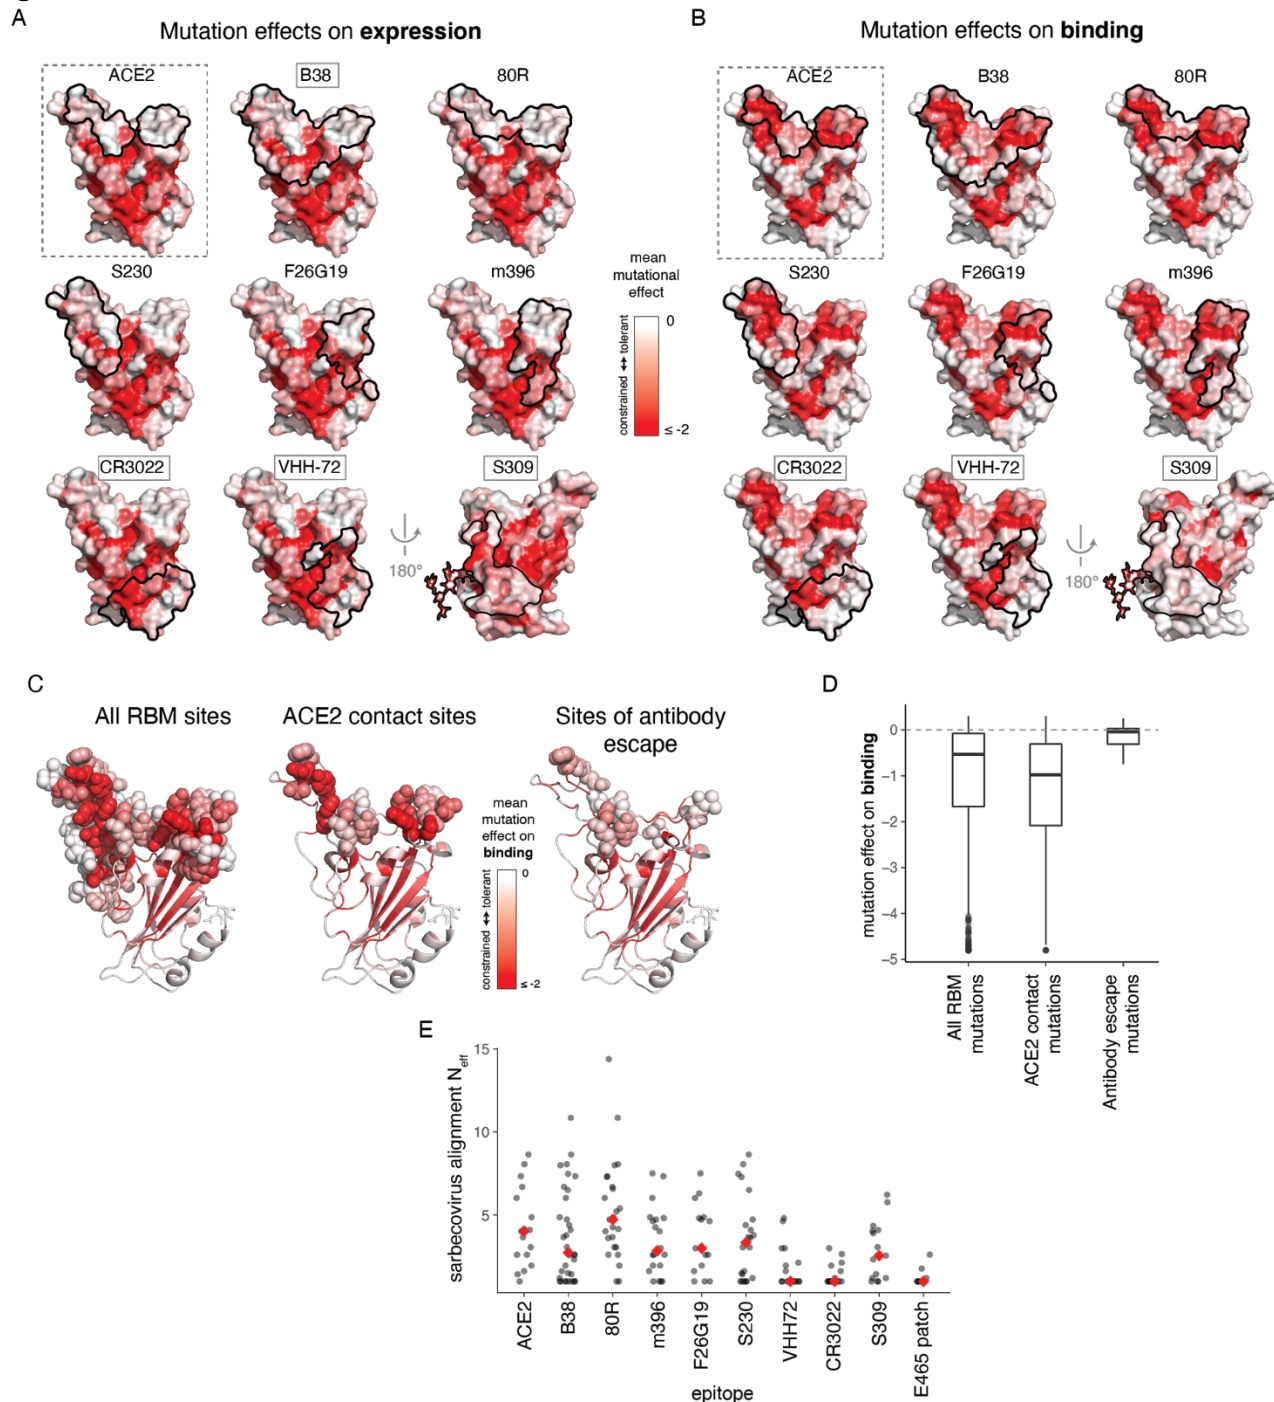 A
Mutation effects on expression
ACE2
B38
80R
S230
F26G19
m396
CR3022
VHH-72
S309
180°
mean
mutational
effect
0
constrained ↔ tolerant
≤ -2
B
Mutation effects on binding
ACE2
B38
80R
S230
F26G19
m396
CR3022
VHH-72
S309
180°
C
All RBM sites
ACE2 contact sites
Sites of antibody
escape
mean
mutation
effect on
binding
0
constrained ↔ tolerant
≤ -2
D
mutation effect on binding
0
-1
-2
-3
-4
-5
All RBM
mutations
ACE2 contact
mutations
Antibody escape
mutations
E
sarbecovirus alignment Neff
15
10
5
ACE2
B38
80R
m396
F26G19
S230
VHH72
CR3022
S309
E465 patch
epitope